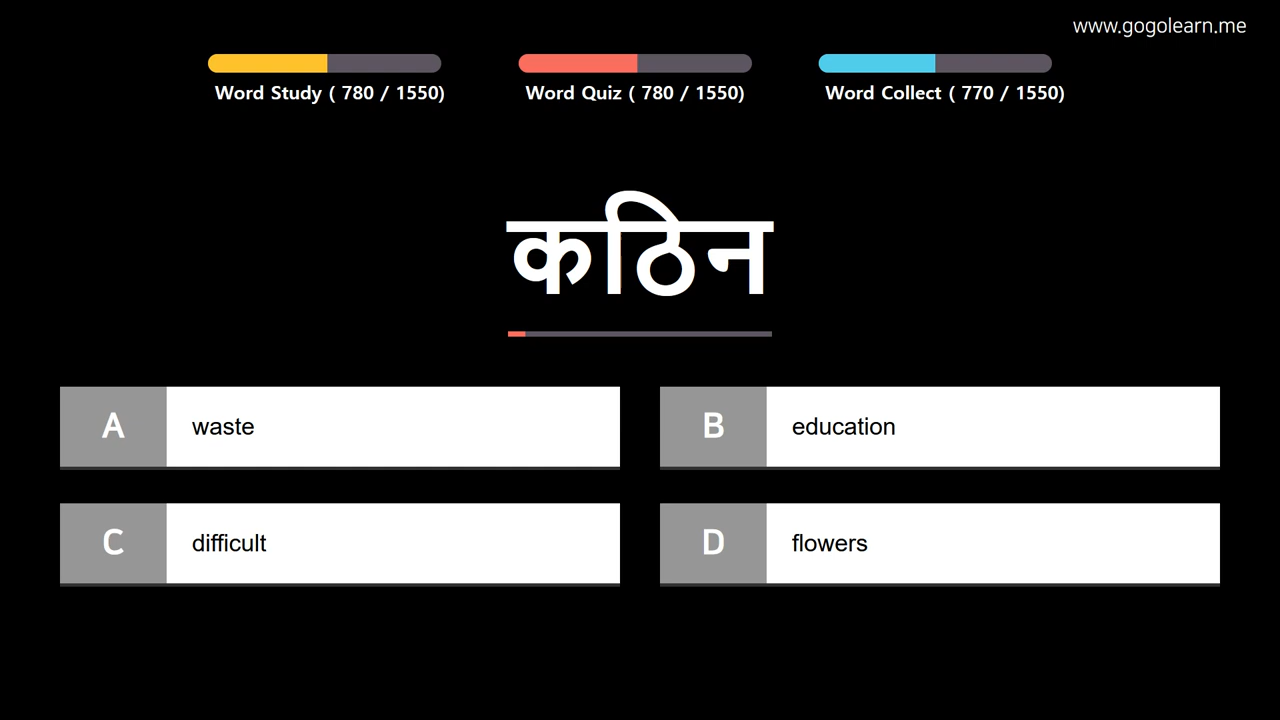 www.gogolearn.me
Word Study ( 780 / 1550)
Word Quiz ( 780 / 1550)
Word Collect ( 770 / 1550)
कठिन
A waste
B education
C difficult
D flowers